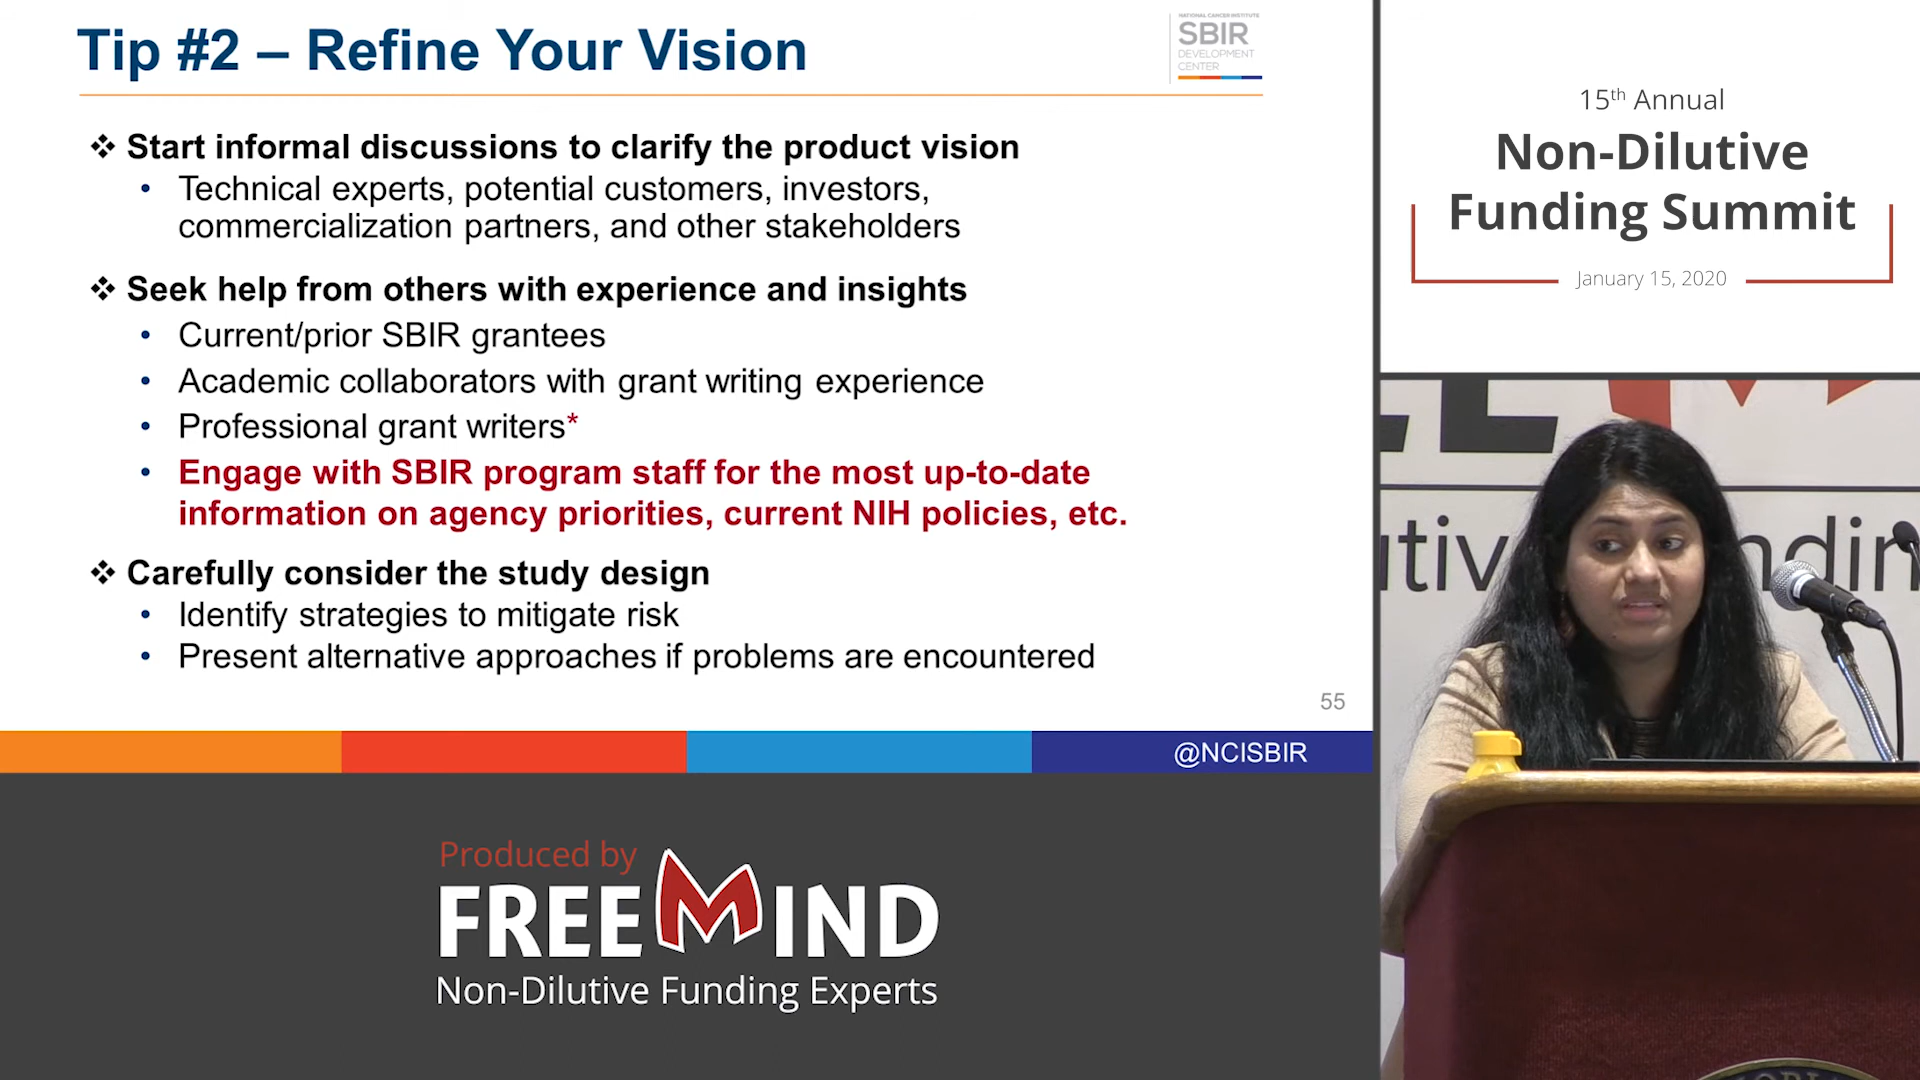 Tip #2 – Refine Your Vision
NATIONAL CANCER INSTITUTE
SBIR
DEVELOPMENT
CENTER
❖ Start informal discussions to clarify the product vision
• Technical experts, potential customers, investors,
commercialization partners, and other stakeholders
❖ Seek help from others with experience and insights
• Current/prior SBIR grantees
• Academic collaborators with grant writing experience
• Professional grant writers*
• Engage with SBIR program staff for the most up-to-date
information on agency priorities, current NIH policies, etc.
❖ Carefully consider the study design
• Identify strategies to mitigate risk
• Present alternative approaches if problems are encountered
55
@NCISBIR
Produced by
FREEMIND
Non-Dilutive Funding Experts
15th Annual
Non-Dilutive
Funding Summit
January 15, 2020